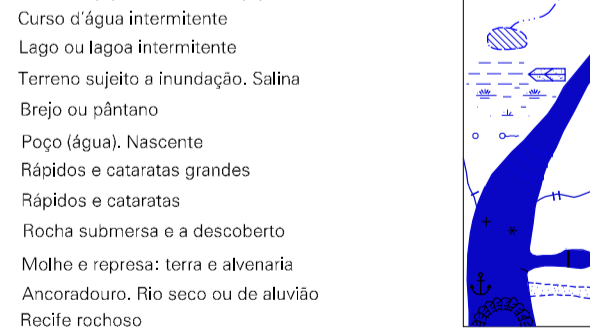 Curso d'água intermitente
Lago ou lagoa intermitente
Terreno sujeito a inundação. Salina
Brejo ou pântano
Poço (água). Nascente
Rápidos e cataratas grandes
Rápidos e cataratas
Rocha submersa e a descoberto
Molhe e represa: terra e alvenaria
Ancoradouro. Rio seco ou de aluvião
Recife rochoso